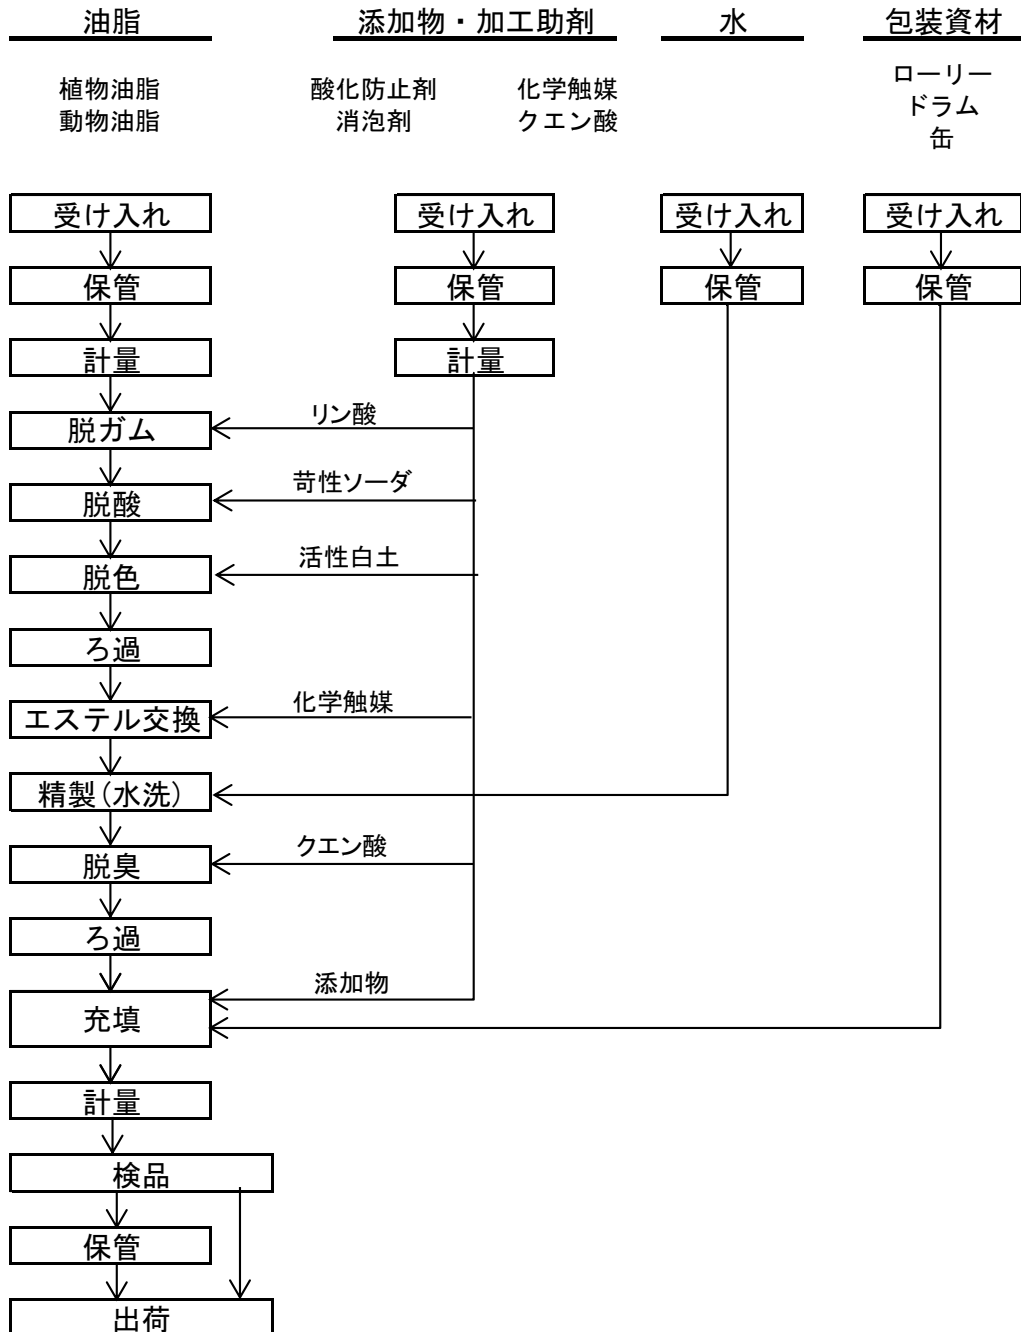 油脂
添加物・加工助剤
水
包装資材
植物油脂
動物油脂
酸化防止剤
消泡剤
化学触媒
クエン酸
ローリー
ドラム
缶
受け入れ
受け入れ
受け入れ
受け入れ
保管
保管
保管
保管
計量
計量
脱ガム
リン酸
脱酸
苛性ソーダ
脱色
活性白土
ろ過
エステル交換
化学触媒
精製(水洗)
脱臭
クエン酸
ろ過
添加物
充填
計量
検品
保管
出荷